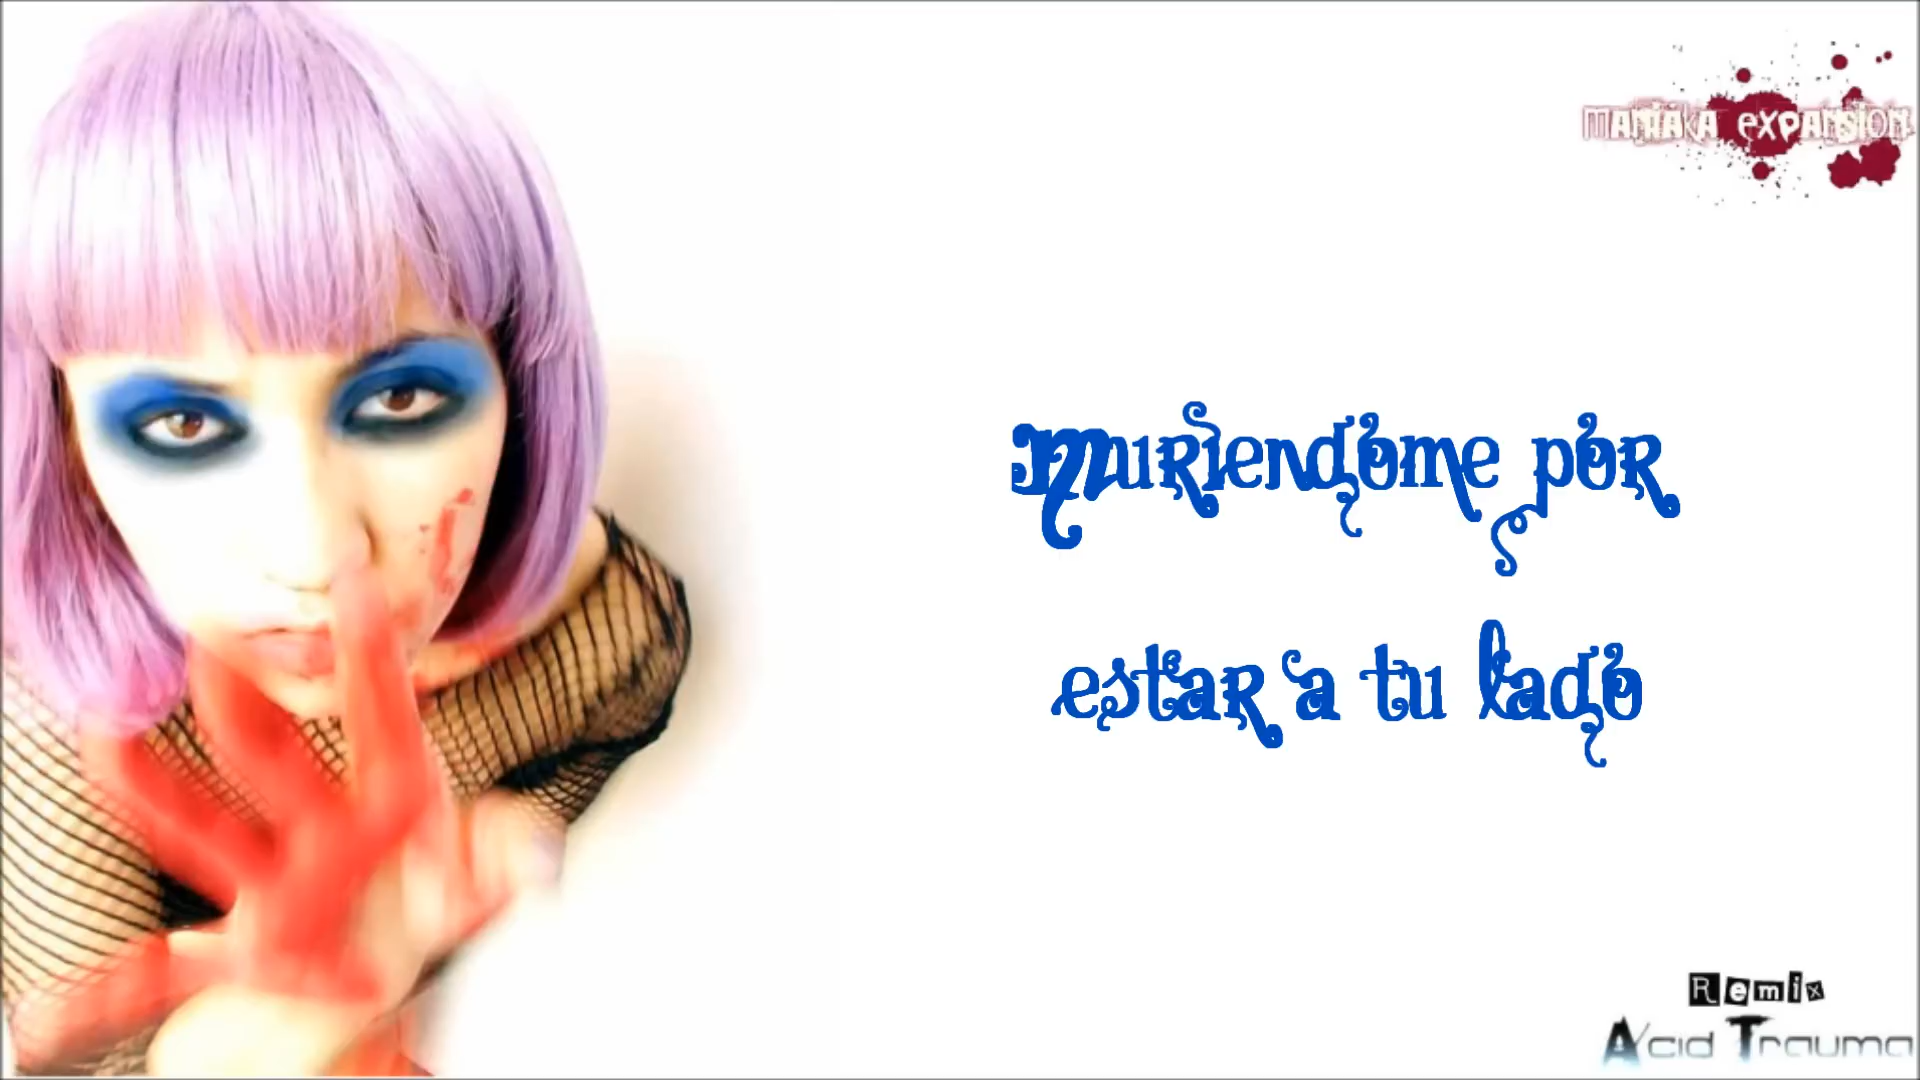 maniaka expansion
Muriendome por
estar a tu lado
Remix
Acid Trauma